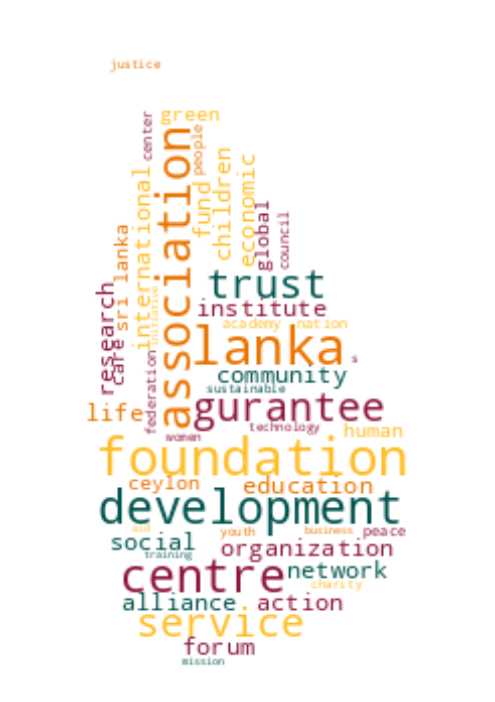 justice
center
green
people
association
fund
children
economic
international
global
council
sri lanka
research
care
initiative
federation
trust
institute
academy
nation
lanka
s
community
sustainable
life
gurantee
women
technology
human
foundation
ceylon
education
development
aid
youth
business
peace
social
training
organization
centre
network
charity
alliance
action
service
forum
mission